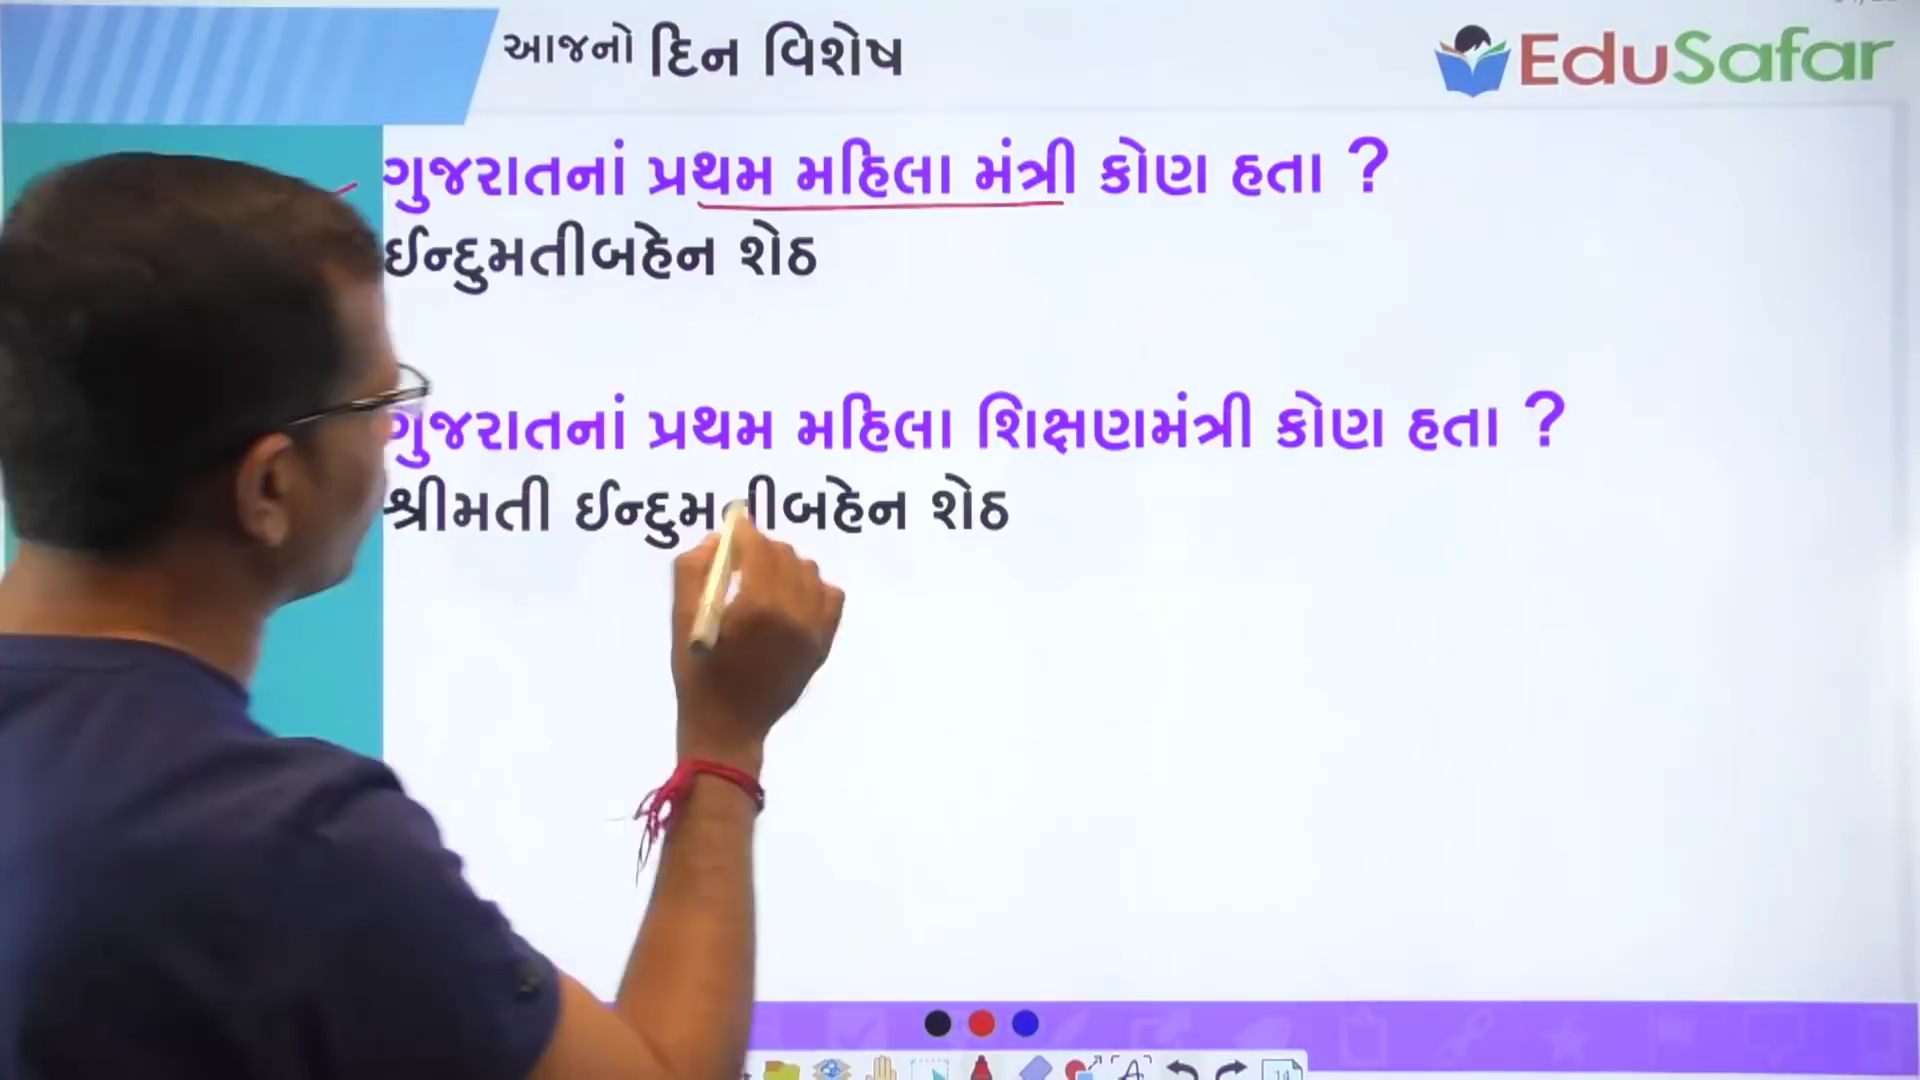 આજનો દિન વિશેષ
EduSafar
ગુજરાતનાં પ્રથમ મહિલા મંત્રી કોણ હતા ?
ઈન્દુમતીબહેન શેઠ
ગુજરાતનાં પ્રથમ મહિલા શિક્ષણમંત્રી કોણ હતા ?
શ્રીમતી ઈન્દુમતીબહેન શેઠ